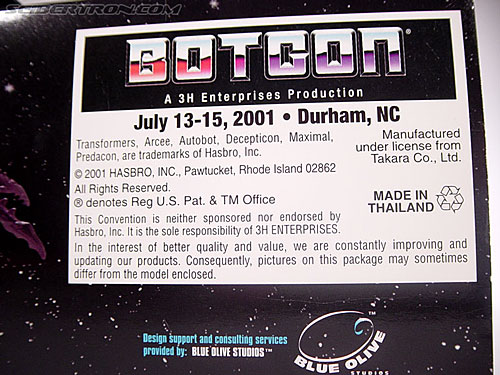 SEIBERTRON.COM
BOTCON®
A 3H Enterprises Production
July 13-15, 2001 • Durham, NC
Transformers, Arcee, Autobot, Decepticon, Maximal,
Predacon, are trademarks of Hasbro, Inc.
© 2001 HASBRO, INC., Pawtucket, Rhode Island 02862
All Rights Reserved.
® denotes Reg U.S. Pat. & TM Office
Manufactured
under license from
Takara Co., Ltd.
MADE IN
THAILAND
This Convention is neither sponsored nor endorsed by
Hasbro, Inc. It is the sole responsibility of 3H ENTERPRISES.
In the interest of better quality and value, we are constantly improving and
updating our products. Consequently, pictures on this package may sometimes
differ from the model enclosed.
Design support and consulting services
provided by: BLUE OLIVE STUDIOS™
BLUE OLIVE™
STUDIOS